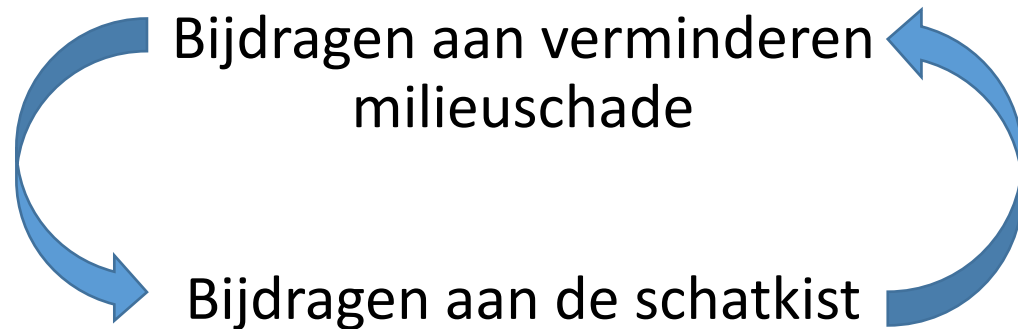 Bijdragen aan verminderen
milieuschade
Bijdragen aan de schatkist